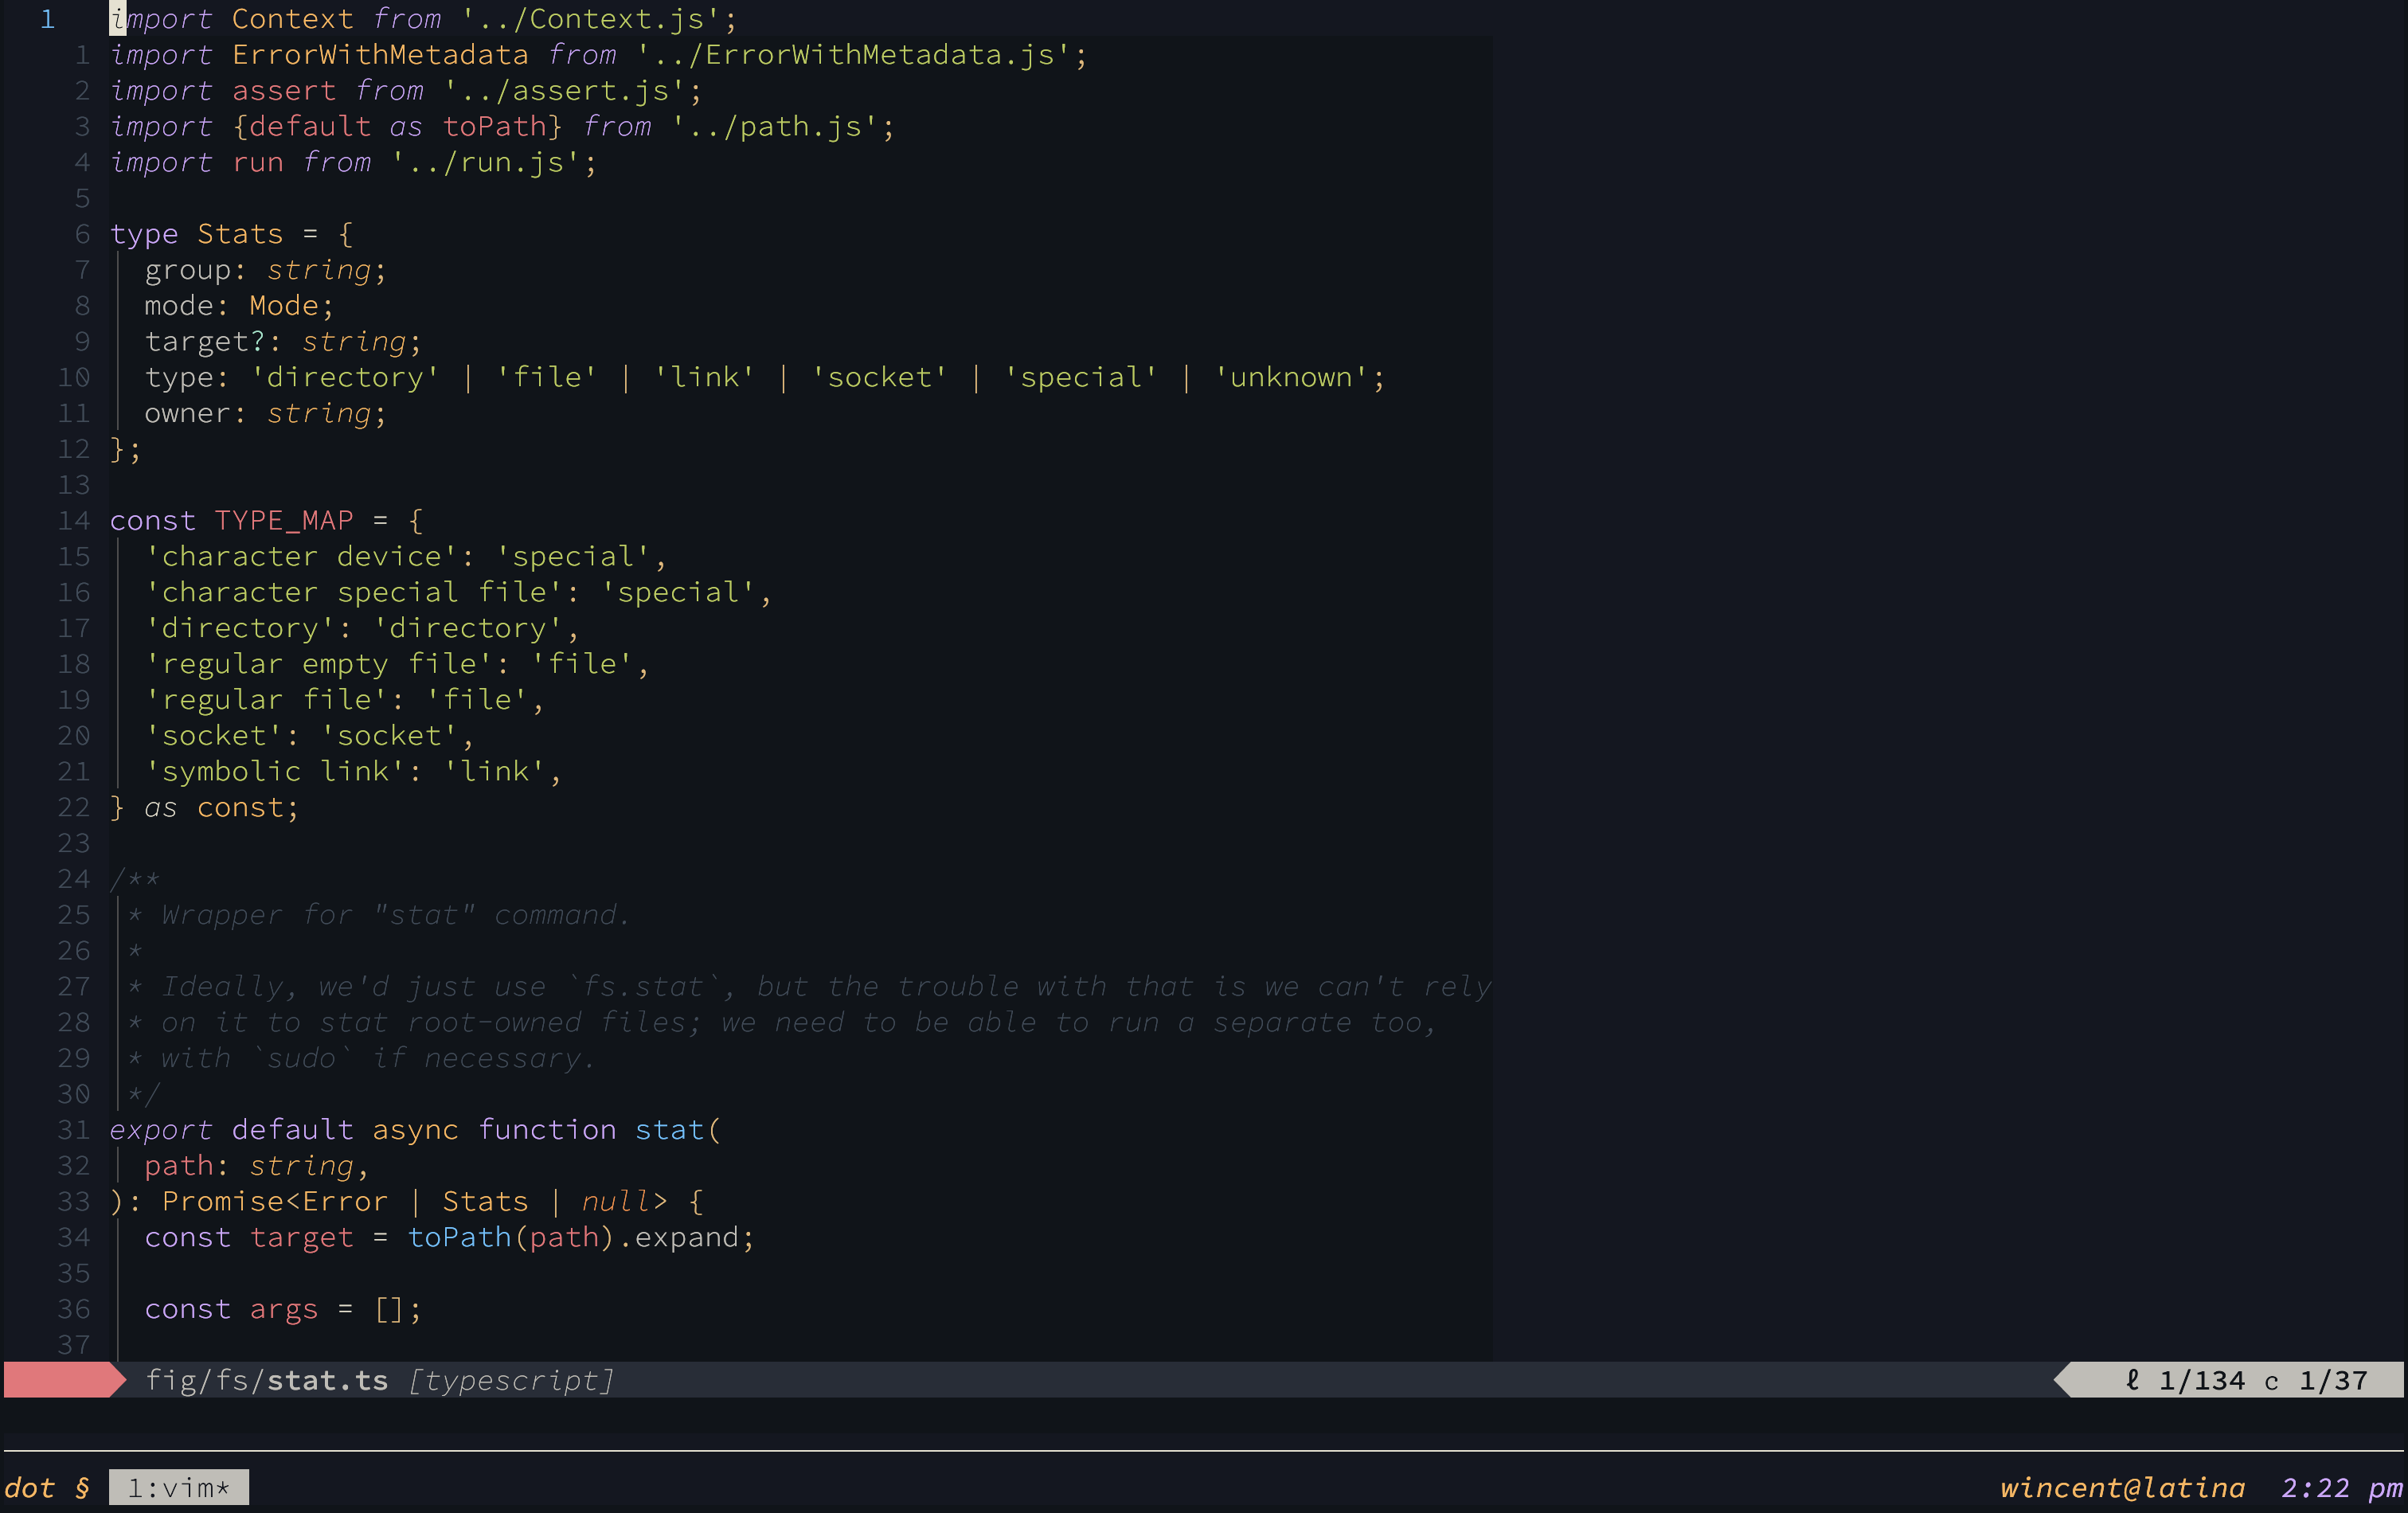 1 import Context from '../Context.js';
1 import ErrorWithMetadata from '../ErrorWithMetadata.js';
2 import assert from '../assert.js';
3 import {default as toPath} from '../path.js';
4 import run from '../run.js';
5
6 type Stats = {
7 group: string;
8 mode: Mode;
9 target?: string;
10 type: 'directory' | 'file' | 'link' | 'socket' | 'special' | 'unknown';
11 owner: string;
12 };
13
14 const TYPE_MAP = {
15 'character device': 'special',
16 'character special file': 'special',
17 'directory': 'directory',
18 'regular empty file': 'file',
19 'regular file': 'file',
20 'socket': 'socket',
21 'symbolic link': 'link',
22 } as const;
23
24 /**
25 * Wrapper for "stat" command.
26 *
27 * Ideally, we'd just use `fs.stat`, but the trouble with that is we can't rely
28 * on it to stat root-owned files; we need to be able to run a separate too,
29 * with `sudo` if necessary.
30 */
31 export default async function stat(
32 path: string,
33 ): Promise<Error | Stats | null> {
34 const target = toPath(path).expand;
35
36 const args = [];
37
fig/fs/stat.ts [typescript] ℓ 1/134 c 1/37
dot § 1:vim* wincent@latina 2:22 pm